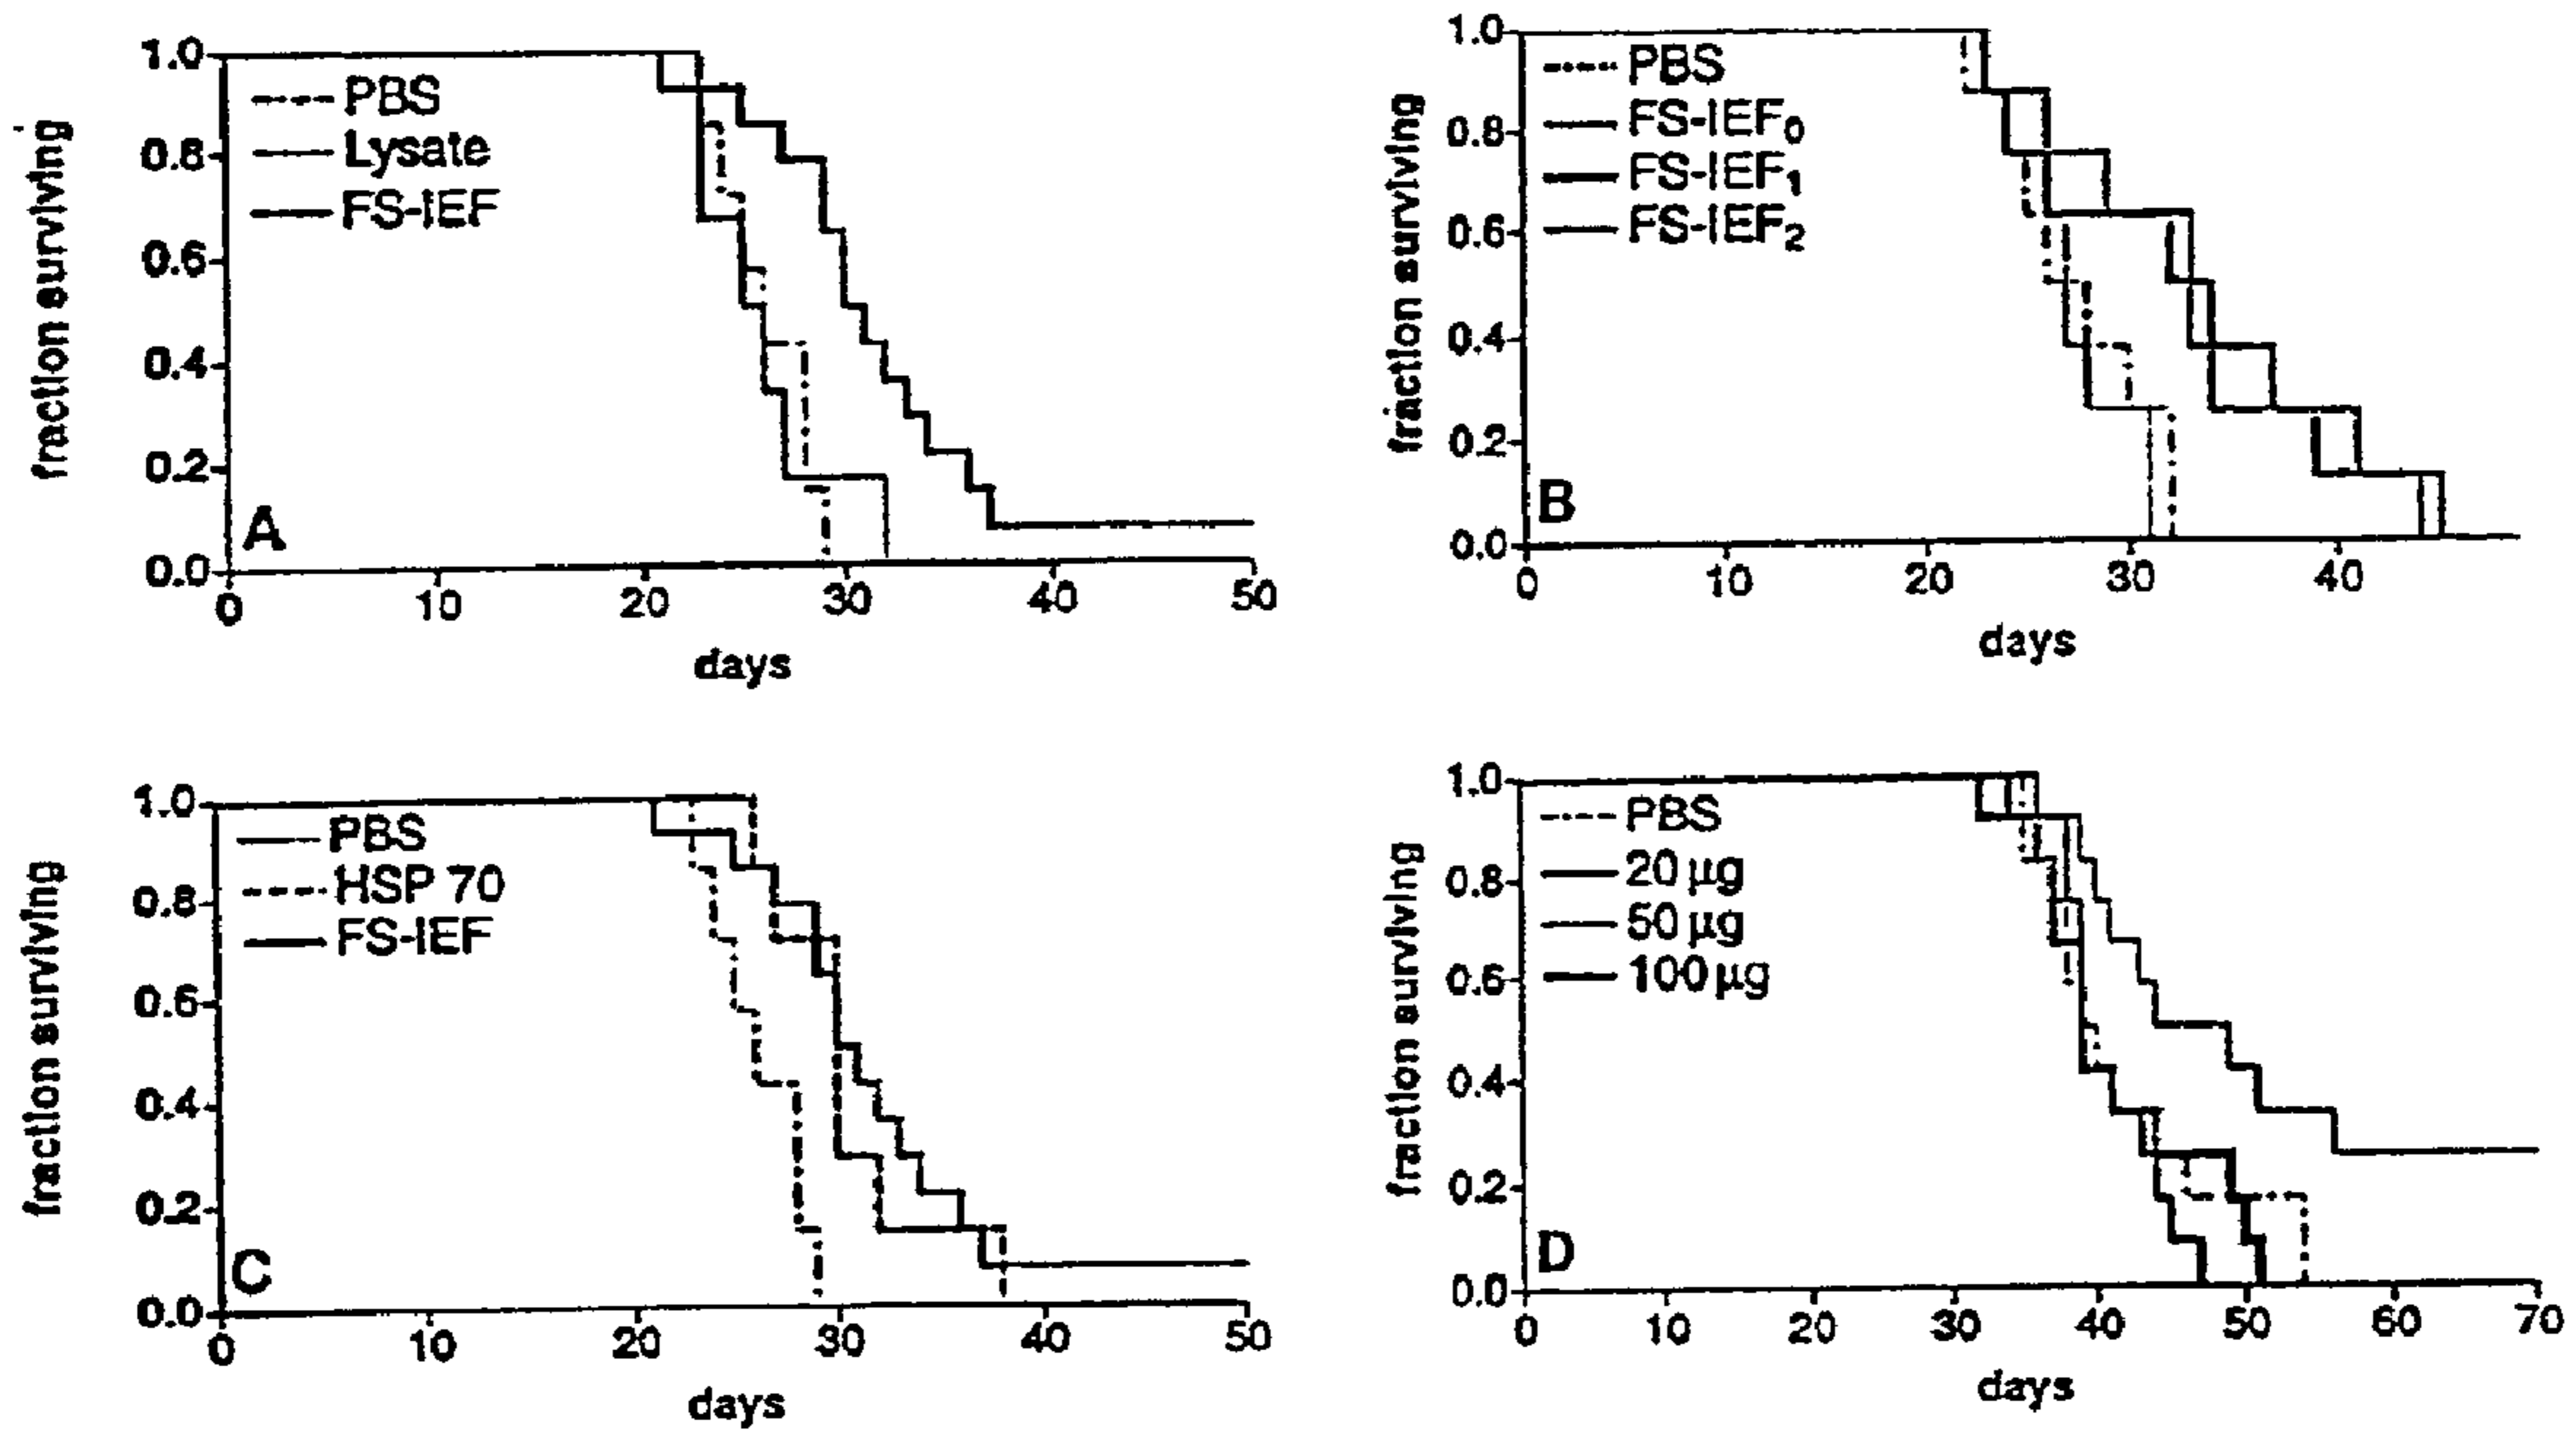 fraction surviving
1.0
0.8
0.6
0.4
0.2
0.0
PBS
Lysate
FS-IEF
A
0 10 20 30 40 50
days
fraction surviving
1.0
0.8
0.6
0.4
0.2
0.0
PBS
FS-IEF0
FS-IEF1
FS-IEF2
B
0 10 20 30 40
days
fraction surviving
1.0
0.8
0.6
0.4
0.2
0.0
PBS
HSP 70
FS-IEF
C
0 10 20 30 40 50
days
fraction surviving
1.0
0.8
0.6
0.4
0.2
0.0
PBS
20 µg
50 µg
100 µg
D
0 10 20 30 40 50 60 70
days